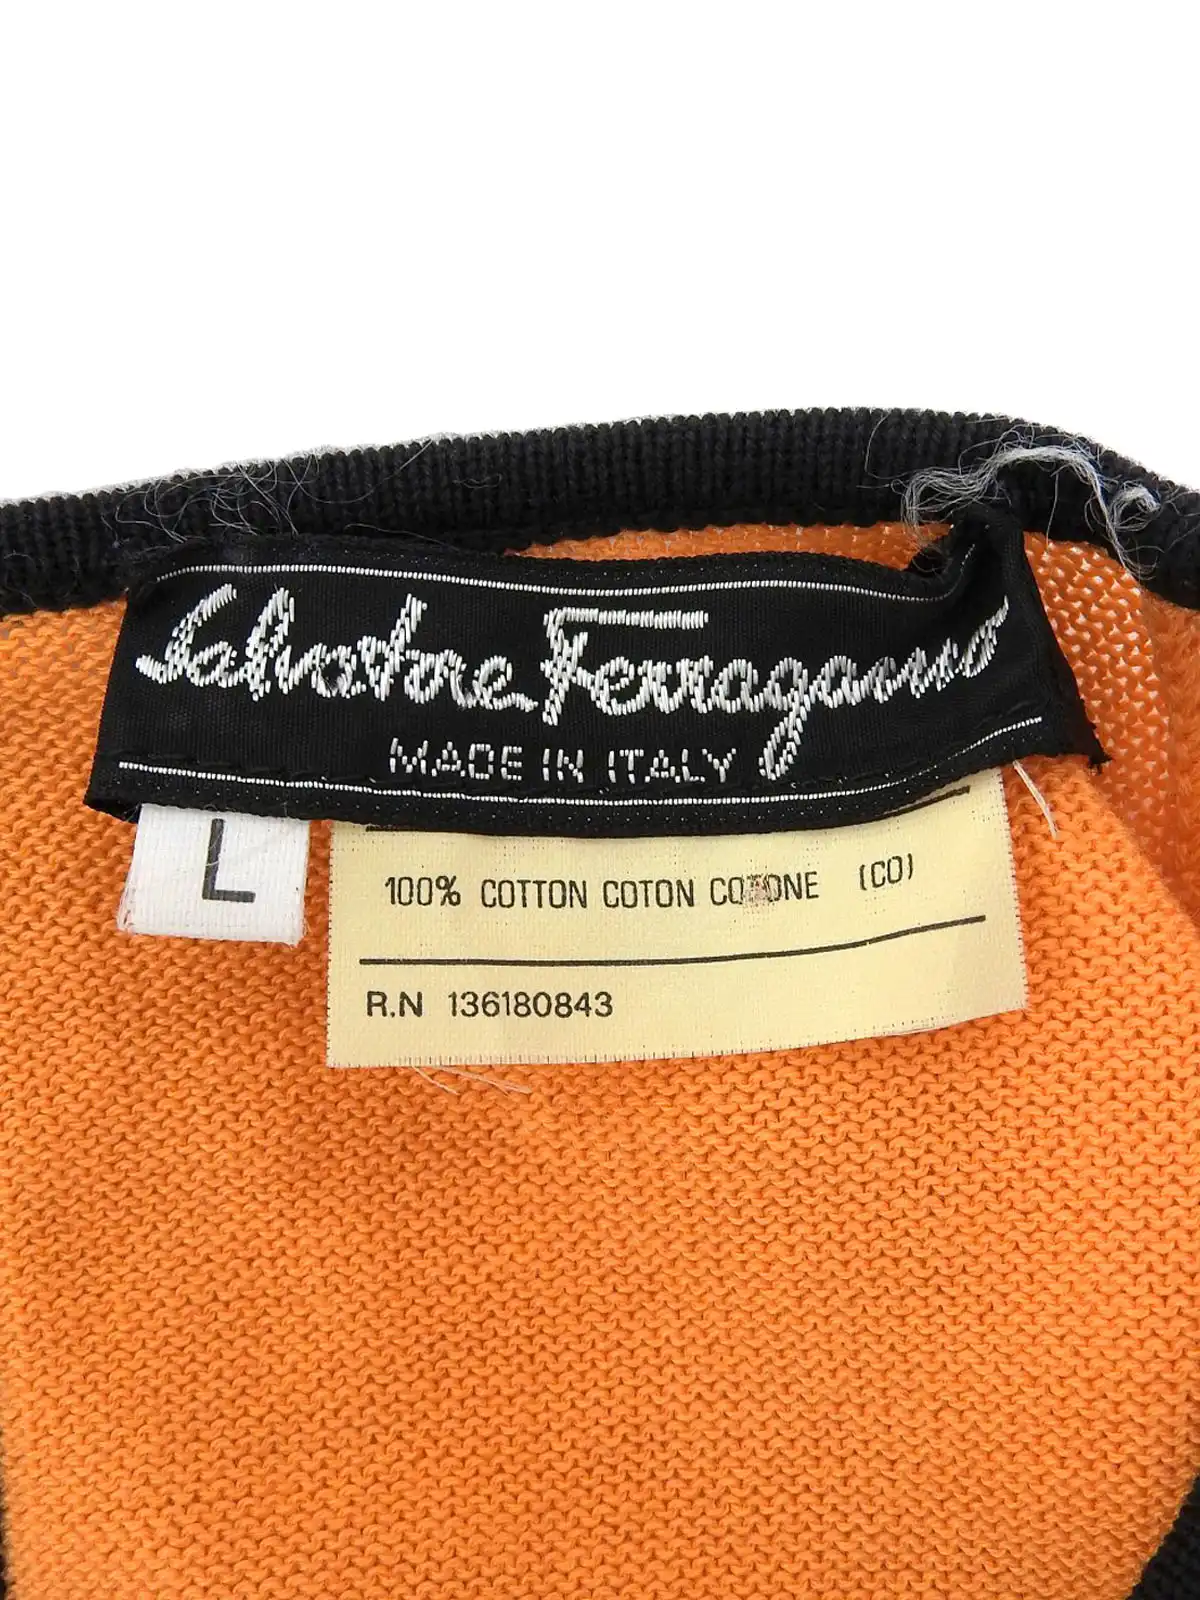 Salvatore Ferragamo
MADE IN ITALY
L
100% COTTON COTON COTONE (CO)
R.N 136180843